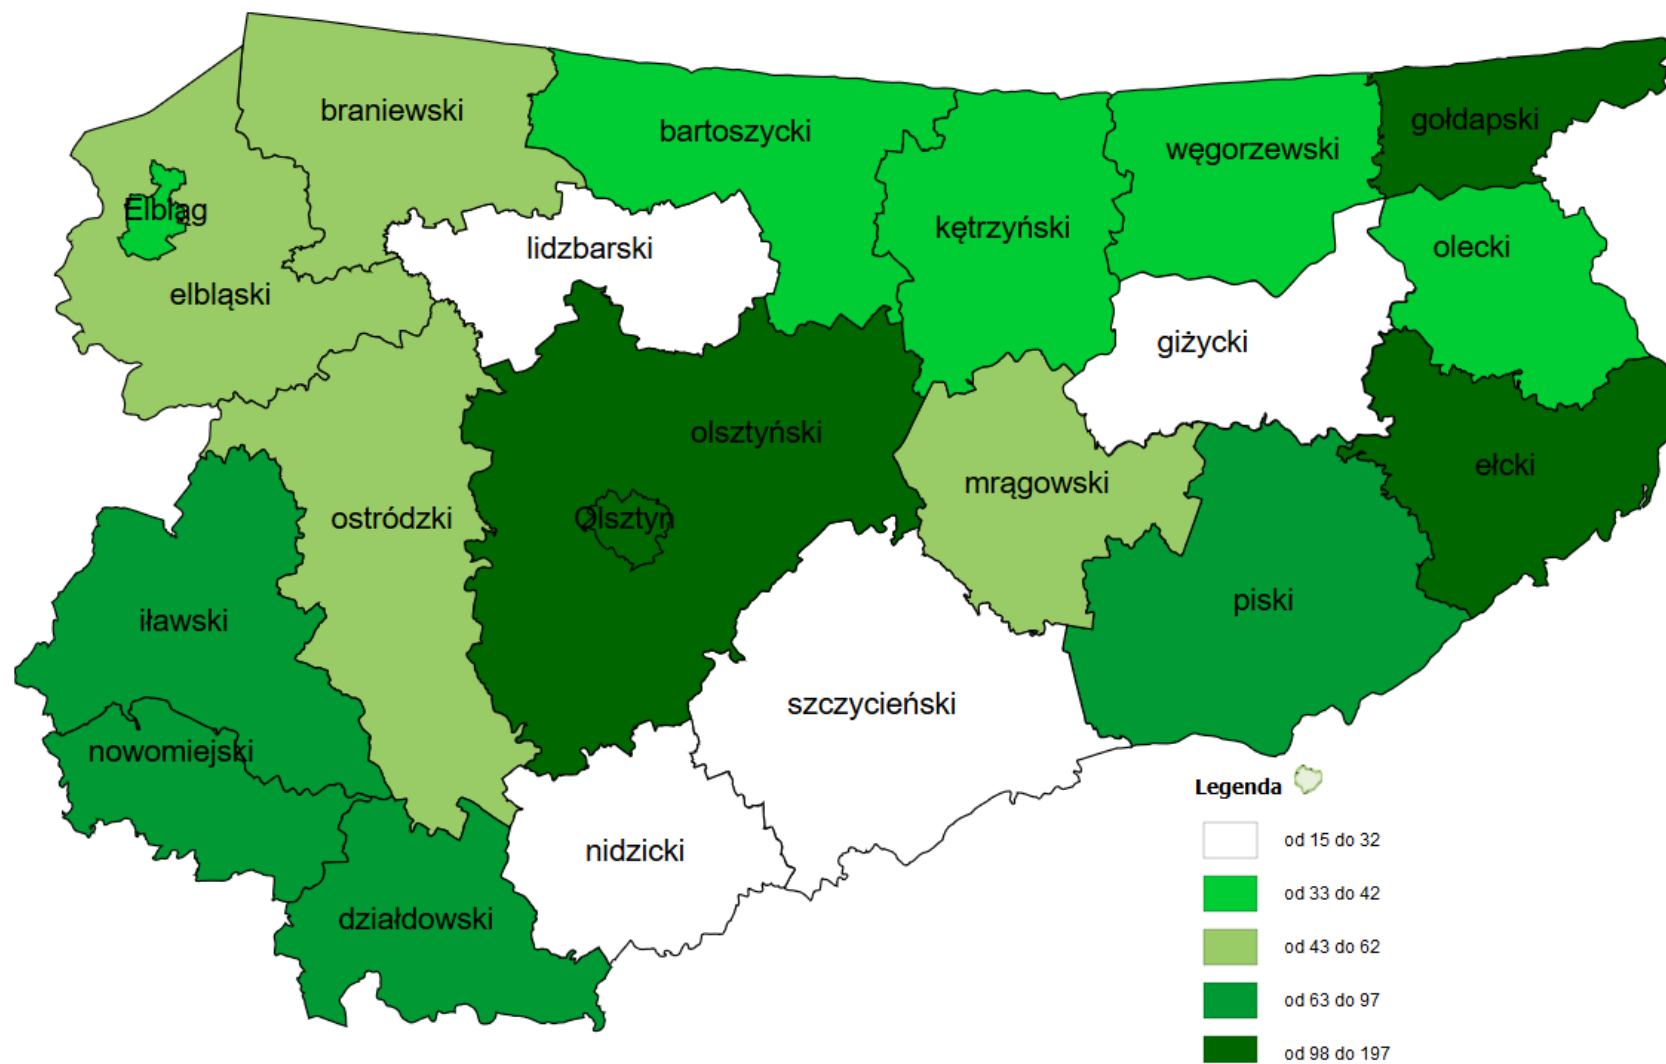 braniewski
bartoszycki
gołdapski
węgorzewski
Elbląg
kętrzyński
lidzbarski
olecki
elbląski
giżycki
olsztyński
ełcki
mrągowski
ostródzki
Olsztyn
piski
iławski
szczycieński
nowomiejski
nidzicki
działdowski
Legenda
od 15 do 32
od 33 do 42
od 43 do 62
od 63 do 97
od 98 do 197